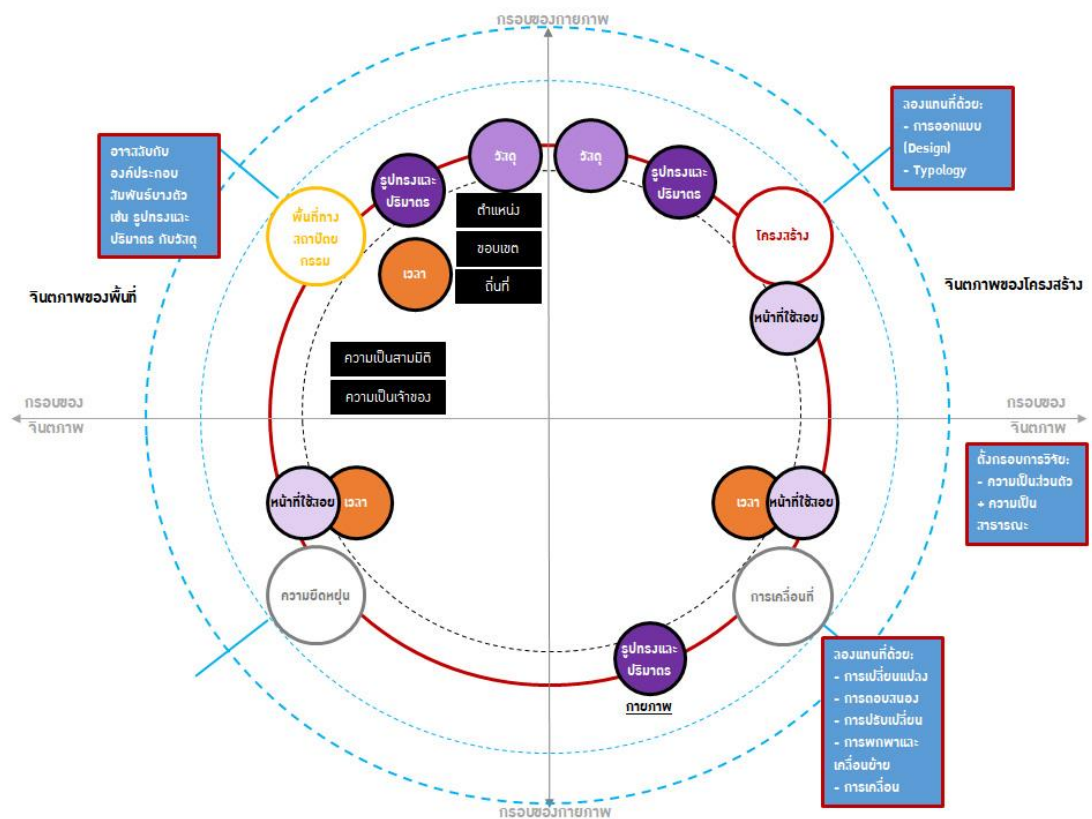 กรอบของกายภาพ
ลองแทนที่ด้วย:
- การออกแบบ
(Design)
- Typology
อาจสลับกับ
องค์ประกอบ
สัมพันธ์บางตัว
เช่น รูปทรงและ
ปริมาตร กับวัสดุ
วัสดุ
วัสดุ
รูปทรงและ
ปริมาตร
รูปทรงและ
ปริมาตร
พื้นที่ทาง
สถาปัตย
กรรม
ตำแหน่ง
ขอบเขต
ถิ่นที่
เวลา
โครงสร้าง
จินตภาพของพื้นที่
จินตภาพของโครงสร้าง
หน้าที่ใช้สอย
ความเป็นสามมิติ
ความเป็นเจ้าของ
กรอบของ
จินตภาพ
กรอบของ
จินตภาพ
ตั้งกรอบการวิจัย:
- ความเป็นส่วนตัว
+ ความเป็น
สาธารณะ
หน้าที่ใช้สอย
เวลา
เวลา
หน้าที่ใช้สอย
ความยืดหยุ่น
การเคลื่อนที่
รูปทรงและ
ปริมาตร
กายภาพ
ลองแทนที่ด้วย:
- การเปลี่ยนแปลง
- การตอบสนอง
- การปรับเปลี่ยน
- การพกพาและ
เคลื่อนย้าย
- การเคลื่อน
กรอบของกายภาพ